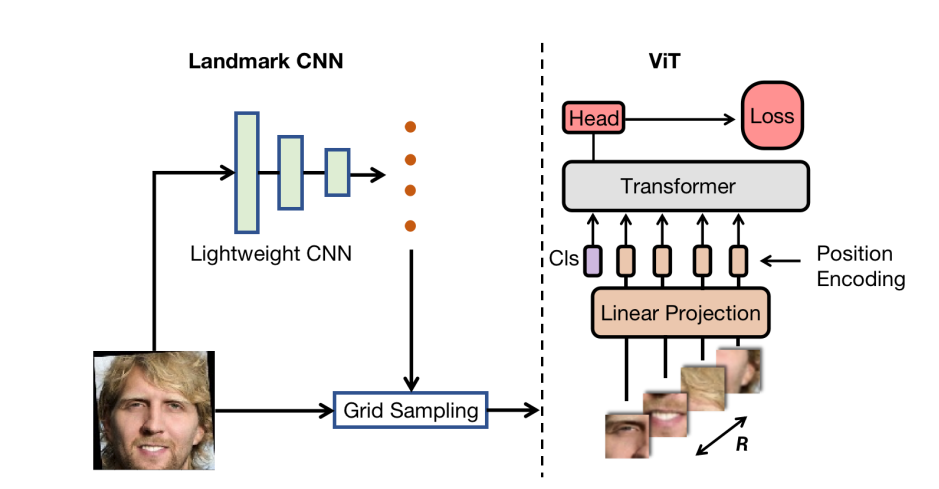 Landmark CNN
ViT
Head
Loss
Transformer
Lightweight CNN
Cls
Position
Encoding
Linear Projection
Grid Sampling
R